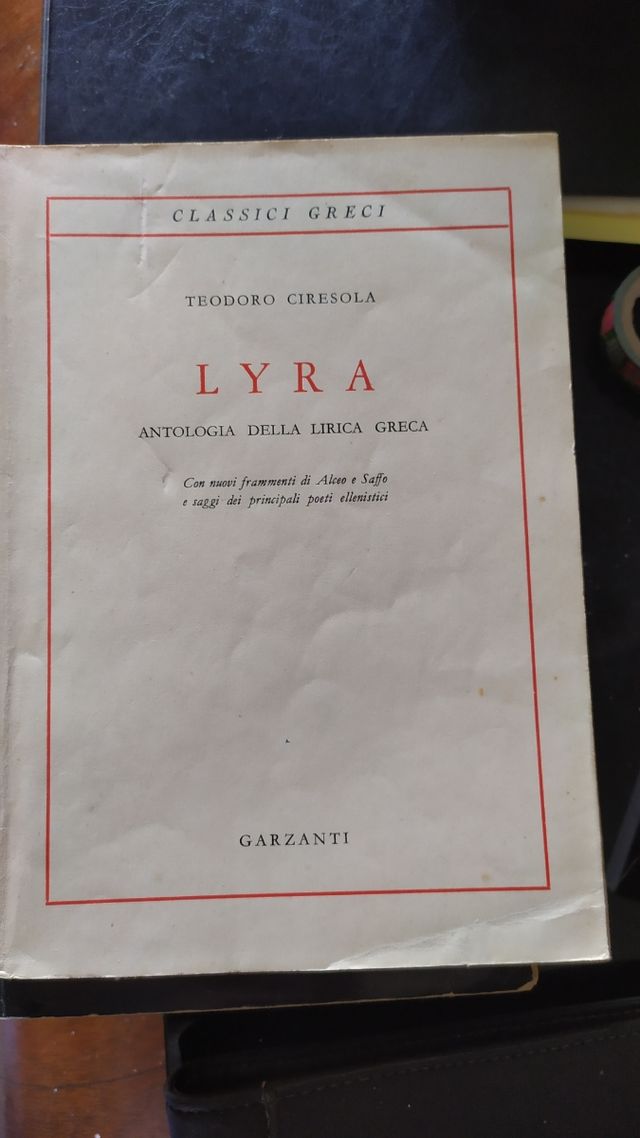 CLASSICI GRECI
TEODORO CIRESOLA
LYRA
ANTOLOGIA DELLA LIRICA GRECA
Con nuovi frammenti di Alceo e Saffo
e saggi dei principali poeti ellenistici
GARZANTI